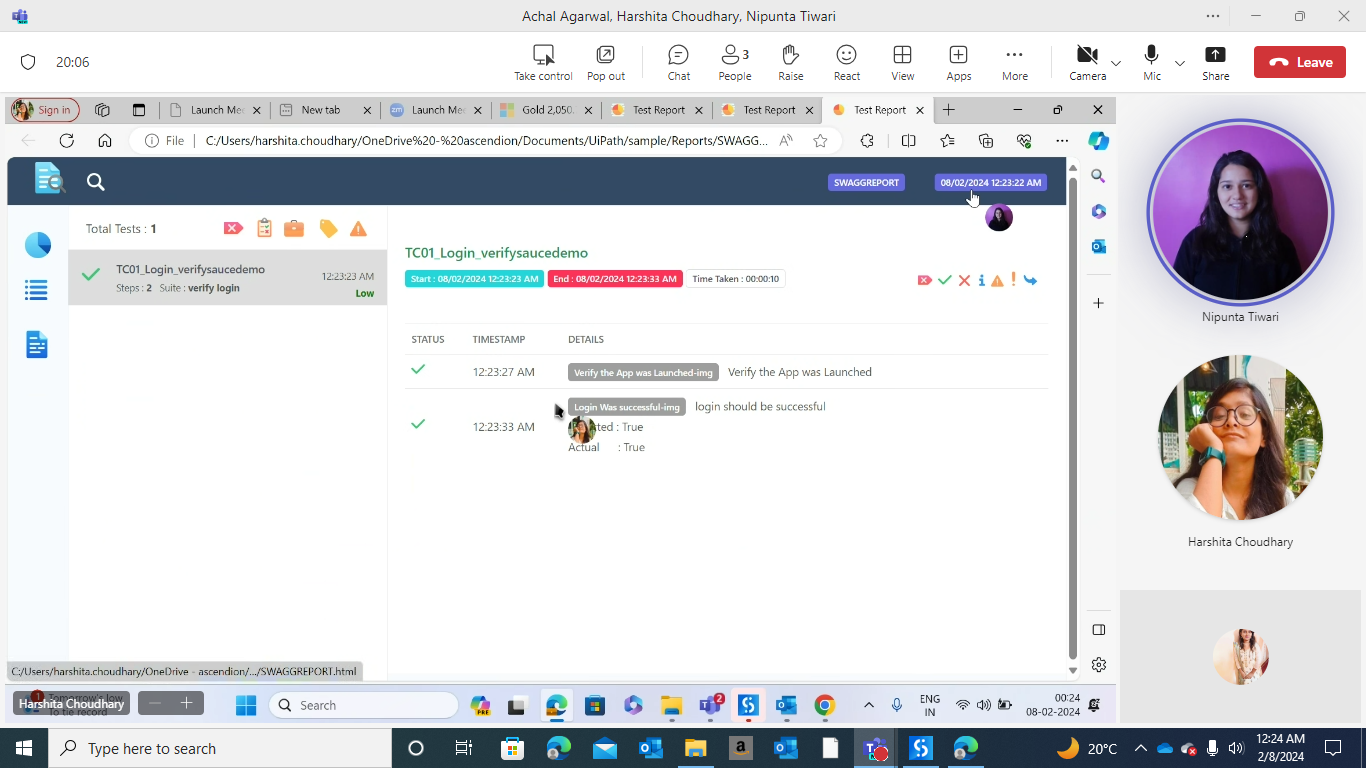 Achal Agarwal, Harshita Choudhary, Nipunta Tiwari
20:06
Take control
Pop out
Chat
3
People
Raise
React
View
Apps
More
Camera
Mic
Share
Leave
Sign in
Launch Me
New tab
zm
Launch Me
Gold 2,050.
Test Report
Test Report
Test Report
File
C:/Users/harshita.choudhary/OneDrive%20-%20ascendion/Documents/UiPath/sample/Reports/SWAGG...
SWAGGREPORT
08/02/2024 12:23:22 AM
Total Tests : 1
TC01_Login_verifysaucedemo
12:23:23 AM
Steps : 2 Suite : verify login
Low
TC01_Login_verifysaucedemo
Start : 08/02/2024 12:23:23 AM
End : 08/02/2024 12:23:33 AM
Time Taken : 00:00:10
STATUS
TIMESTAMP
DETAILS
12:23:27 AM
Verify the App was Launched-img
Verify the App was Launched
12:23:33 AM
Login Was successful-img
login should be successful
ted : True
Actual : True
Nipunta Tiwari
Harshita Choudhary
C:/Users/harshita.choudhary/OneDrive - ascendion/.../SWAGGREPORT.html
1
Tomorrow's low
To tie record
Harshita Choudhary
Search
PRE
2
ENG
IN
00:24
08-02-2024
Type here to search
20°C
12:24 AM
2/8/2024